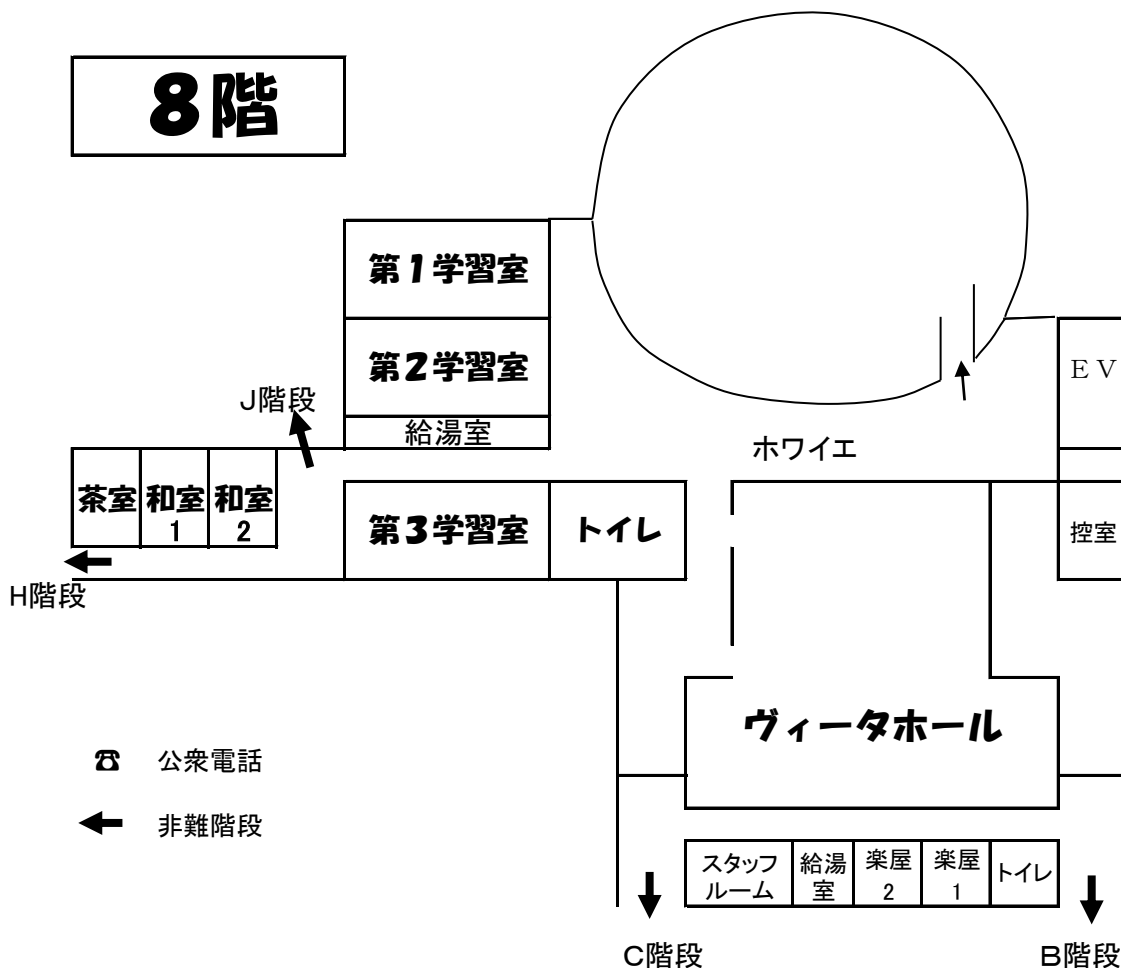 8階
第1学習室
第2学習室
EV
J階段
給湯室
ホワイエ
茶室
和室
1
和室
2
第3学習室
トイレ
控室
H階段
ヴィータホール
☎ 公衆電話
← 非難階段
スタッフ
ルーム
給湯
室
楽屋
2
楽屋
1
トイレ
C階段
B階段